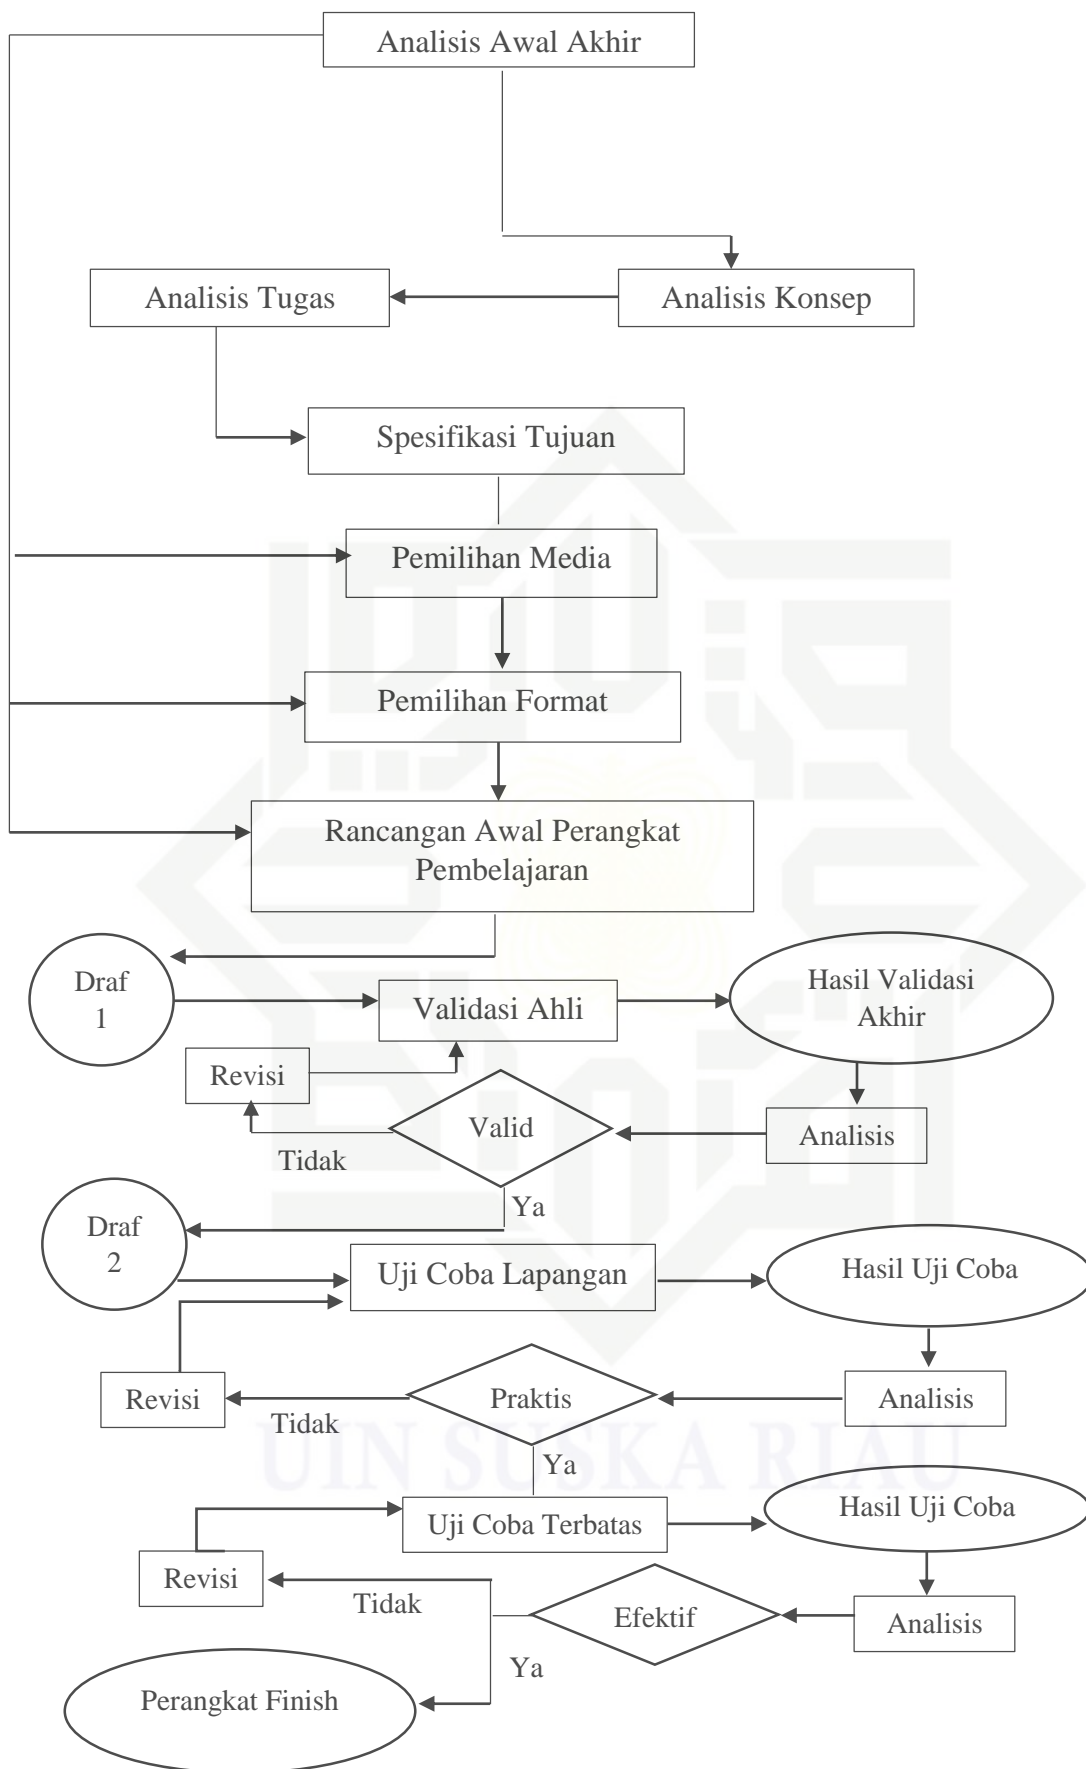 Analisis Awal Akhir
Analisis Tugas
Analisis Konsep
Spesifikasi Tujuan
Pemilihan Media
Pemilihan Format
Rancangan Awal Perangkat
Pembelajaran
Draf
1
Validasi Ahli
Hasil Validasi
Akhir
Revisi
Valid
Analisis
Tidak
Ya
Draf
2
Uji Coba Lapangan
Hasil Uji Coba
Revisi
Tidak
Praktis
Analisis
UIN SUSKA RIAU
Ya
Uji Coba Terbatas
Hasil Uji Coba
Revisi
Tidak
Efektif
Analisis
Ya
Perangkat Finish